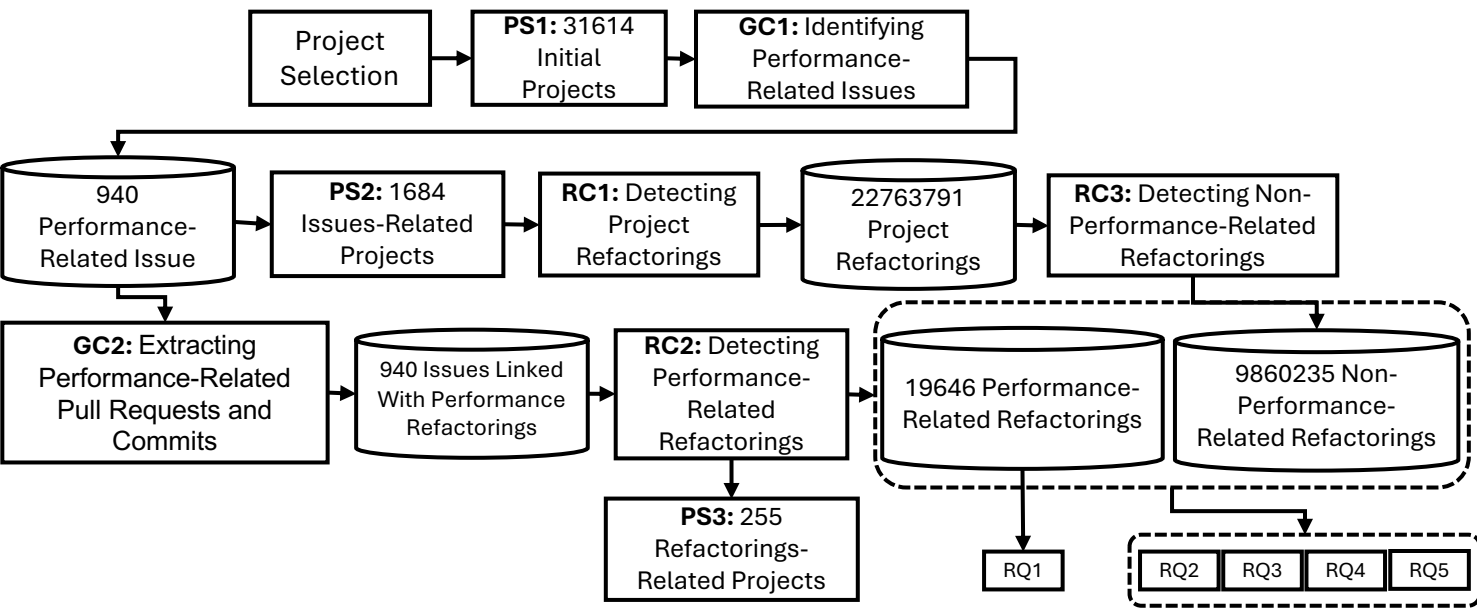 Project
Selection
PS1: 31614
Initial
Projects
GC1: Identifying
Performance-
Related Issues
940
Performance-
Related Issue
PS2: 1684
Issues-Related
Projects
RC1: Detecting
Project
Refactorings
22763791
Project
Refactorings
RC3: Detecting Non-
Performance-Related
Refactorings
GC2: Extracting
Performance-Related
Pull Requests and
Commits
940 Issues Linked
With Performance
Refactorings
RC2: Detecting
Performance-
Related
Refactorings
19646 Performance-
Related Refactorings
9860235 Non-
Performance-
Related Refactorings
PS3: 255
Refactorings-
Related Projects
RQ1
RQ2
RQ3
RQ4
RQ5